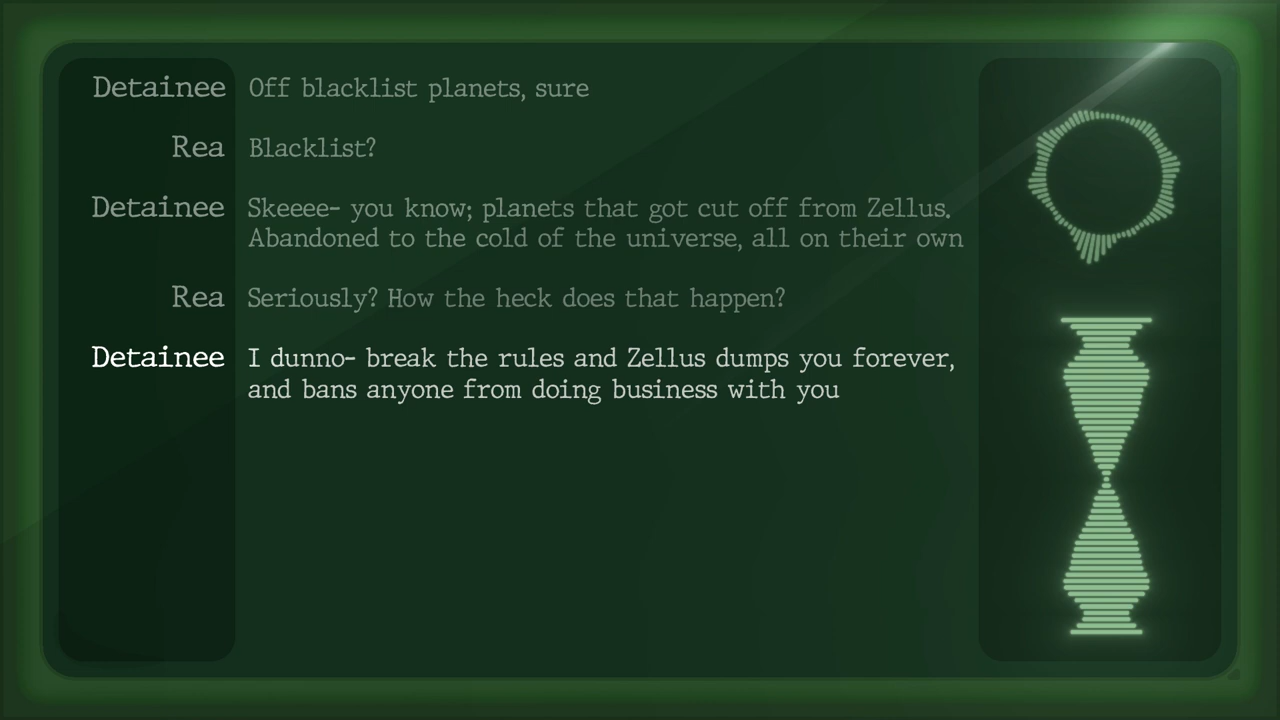 Detainee Off blacklist planets, sure
Rea Blacklist?
Detainee Skeeee- you know; planets that got cut off from Zellus.
Abandoned to the cold of the universe, all on their own
Rea Seriously? How the heck does that happen?
Detainee I dunno- break the rules and Zellus dumps you forever,
and bans anyone from doing business with you